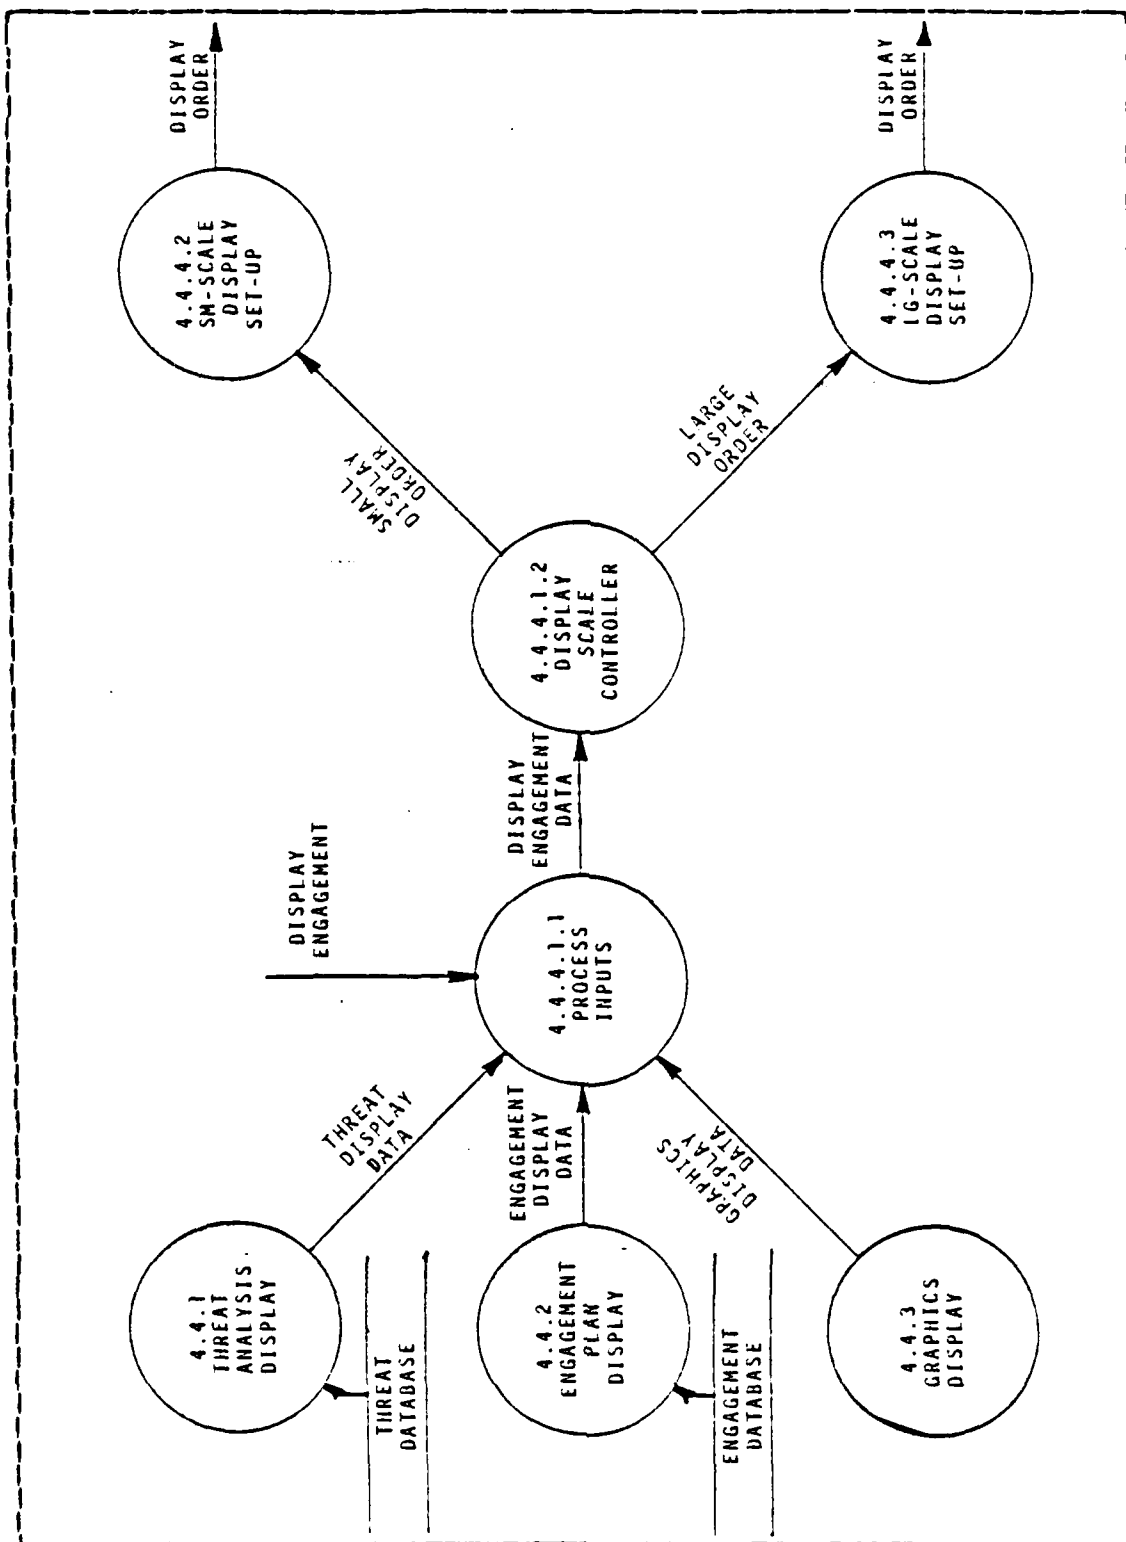 4.4.1
THREAT
ANALYSIS.
DISPLAY
THREAT
DATABASE
4.4.2
ENGAGEMENT
PLAN
DISPLAY
ENGAGEMENT
DATABASE
4.4.3
GRAPHICS
DISPLAY
THREAT
DISPLAY
DATA
ENGAGEMENT
DISPLAY
DATA
GRAPHICS
DISPLAY
DATA
DISPLAY
ENGAGEMENT
4.4.4.1.1
PROCESS
INPUTS
DISPLAY
ENGAGEMENT
DATA
4.4.4.1.2
DISPLAY
SCALE
CONTROLLER
SMALL
DISPLAY
ORDER
LARGE
DISPLAY
ORDER
4.4.4.2
SM-SCALE
DISPLAY
SET-UP
DISPLAY
ORDER
4.4.4.3
LG-SCALE
DISPLAY
SET-UP
DISPLAY
ORDER